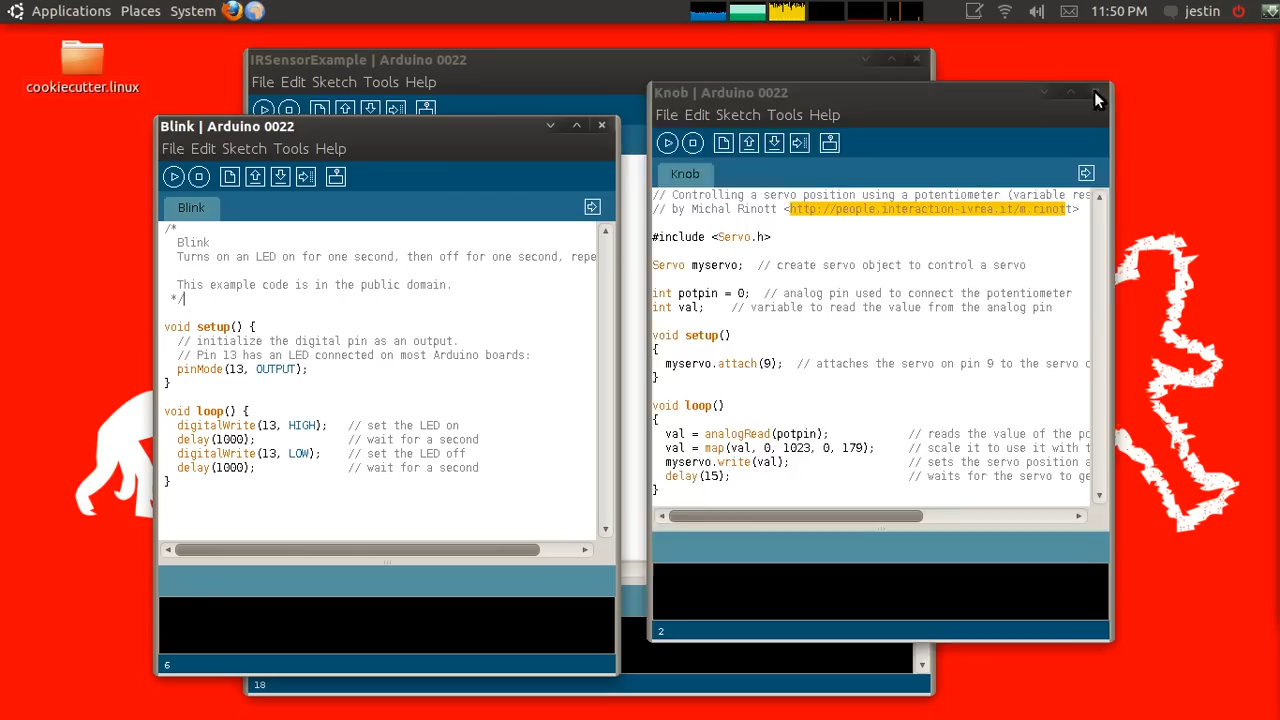 Applications Places System
11:50 PM jestin
cookiecutter.linux
IRSensorExample | Arduino 0022
File Edit Sketch Tools Help
18
Blink | Arduino 0022
File Edit Sketch Tools Help
Blink
/*
Blink
Turns on an LED on for one second, then off for one second, repe
This example code is in the public domain.
*/
void setup() {
// initialize the digital pin as an output.
// Pin 13 has an LED connected on most Arduino boards:
pinMode(13, OUTPUT);
}
void loop() {
digitalWrite(13, HIGH); // set the LED on
delay(1000); // wait for a second
digitalWrite(13, LOW); // set the LED off
delay(1000); // wait for a second
}
6
Knob | Arduino 0022
File Edit Sketch Tools Help
Knob
// Controlling a servo position using a potentiometer (variable res
// by Michal Rinott <http://people.interaction-ivrea.it/m.rinott>
#include <Servo.h>
Servo myservo; // create servo object to control a servo
int potpin = 0; // analog pin used to connect the potentiometer
int val; // variable to read the value from the analog pin
void setup()
{
myservo.attach(9); // attaches the servo on pin 9 to the servo o
}
void loop()
{
val = analogRead(potpin); // reads the value of the po
val = map(val, 0, 1023, 0, 179); // scale it to use it with t
myservo.write(val); // sets the servo position a
delay(15); // waits for the servo to ge
}
2